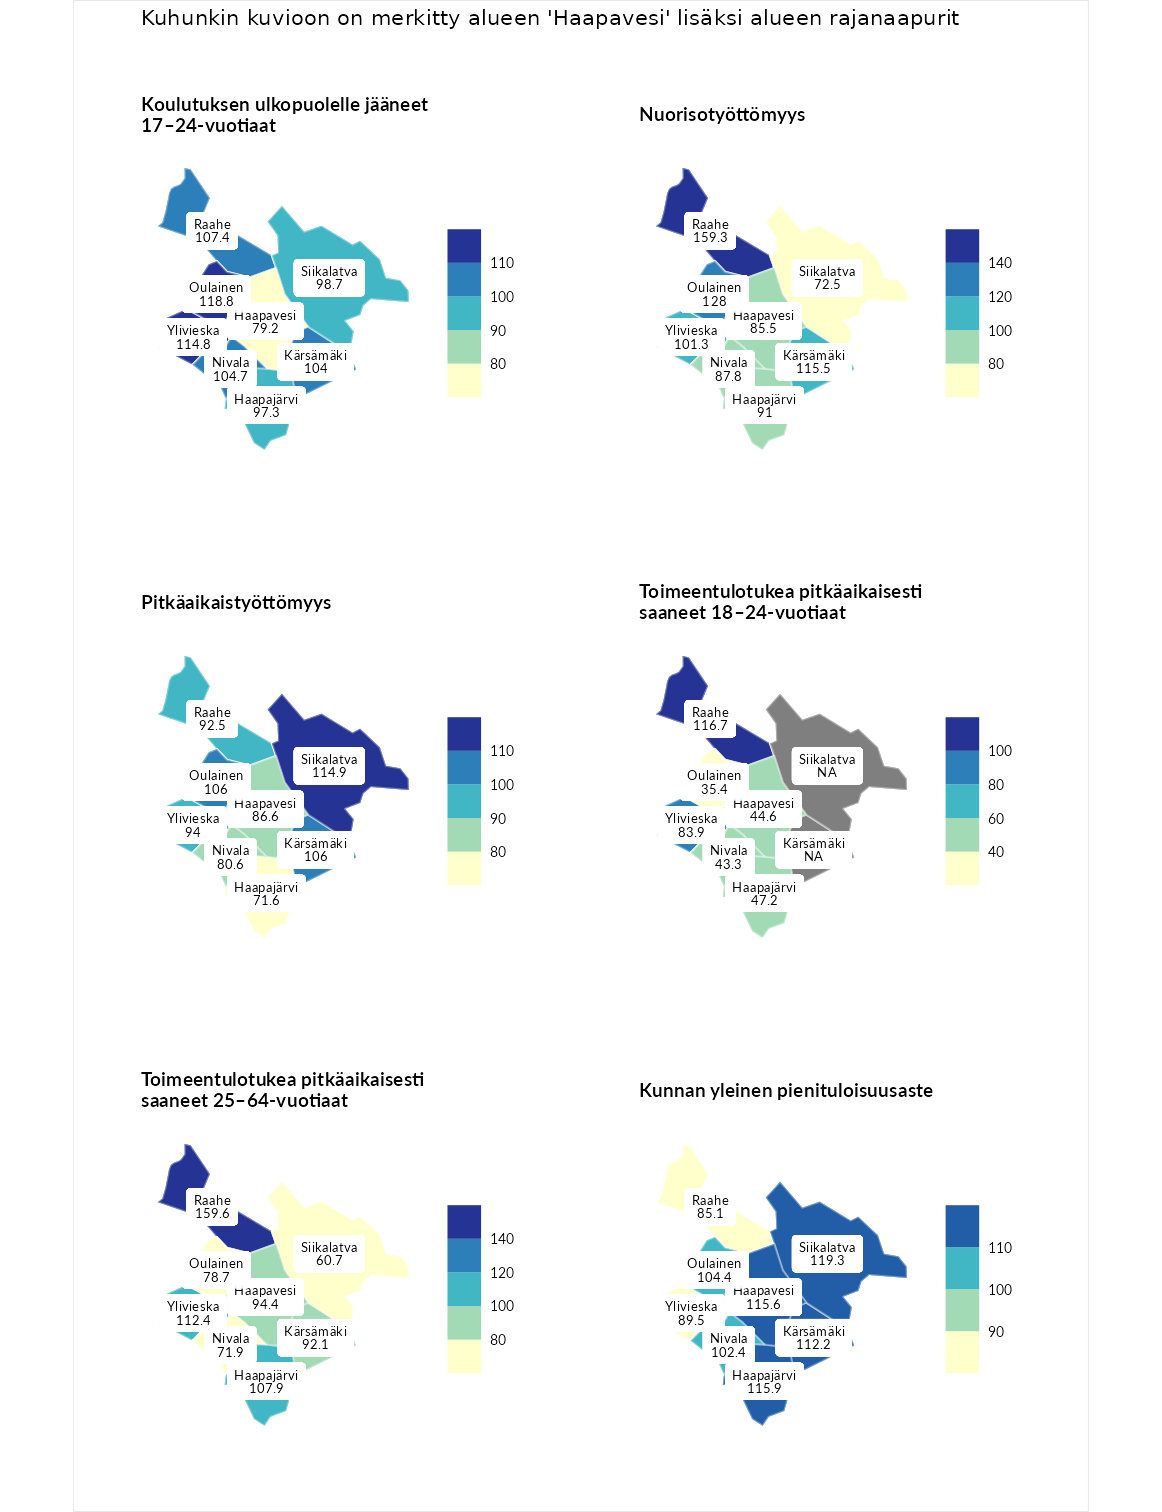 Kuhunkin kuvioon on merkitty alueen 'Haapavesi' lisäksi alueen rajanaapurit
Koulutuksen ulkopuolelle jääneet
17–24-vuotiaat
Raahe
107.4
Siikalatva
98.7
Oulainen
118.8
Haapavesi
79.2
Ylivieska
114.8
Kärsämäki
104
Nivala
104.7
Haapajärvi
97.3
110
100
90
80
Nuorisotyöttömyys
Raahe
159.3
Siikalatva
72.5
Oulainen
128
Haapavesi
85.5
Ylivieska
101.3
Kärsämäki
115.5
Nivala
87.8
Haapajärvi
91
140
120
100
80
Pitkäaikaistyöttömyys
Raahe
92.5
Siikalatva
114.9
Oulainen
106
Haapavesi
86.6
Ylivieska
94
Kärsämäki
106
Nivala
80.6
Haapajärvi
71.6
110
100
90
80
Toimeentulotukea pitkäaikaisesti
saaneet 18–24-vuotiaat
Raahe
116.7
Siikalatva
NA
Oulainen
35.4
Haapavesi
44.6
Ylivieska
83.9
Kärsämäki
NA
Nivala
43.3
Haapajärvi
47.2
100
80
60
40
Toimeentulotukea pitkäaikaisesti
saaneet 25–64-vuotiaat
Raahe
159.6
Siikalatva
60.7
Oulainen
78.7
Haapavesi
94.4
Ylivieska
112.4
Kärsämäki
92.1
Nivala
71.9
Haapajärvi
107.9
140
120
100
80
Kunnan yleinen pienituloisuusaste
Raahe
85.1
Siikalatva
119.3
Oulainen
104.4
Haapavesi
115.6
Ylivieska
89.5
Kärsämäki
112.2
Nivala
102.4
Haapajärvi
115.9
110
100
90